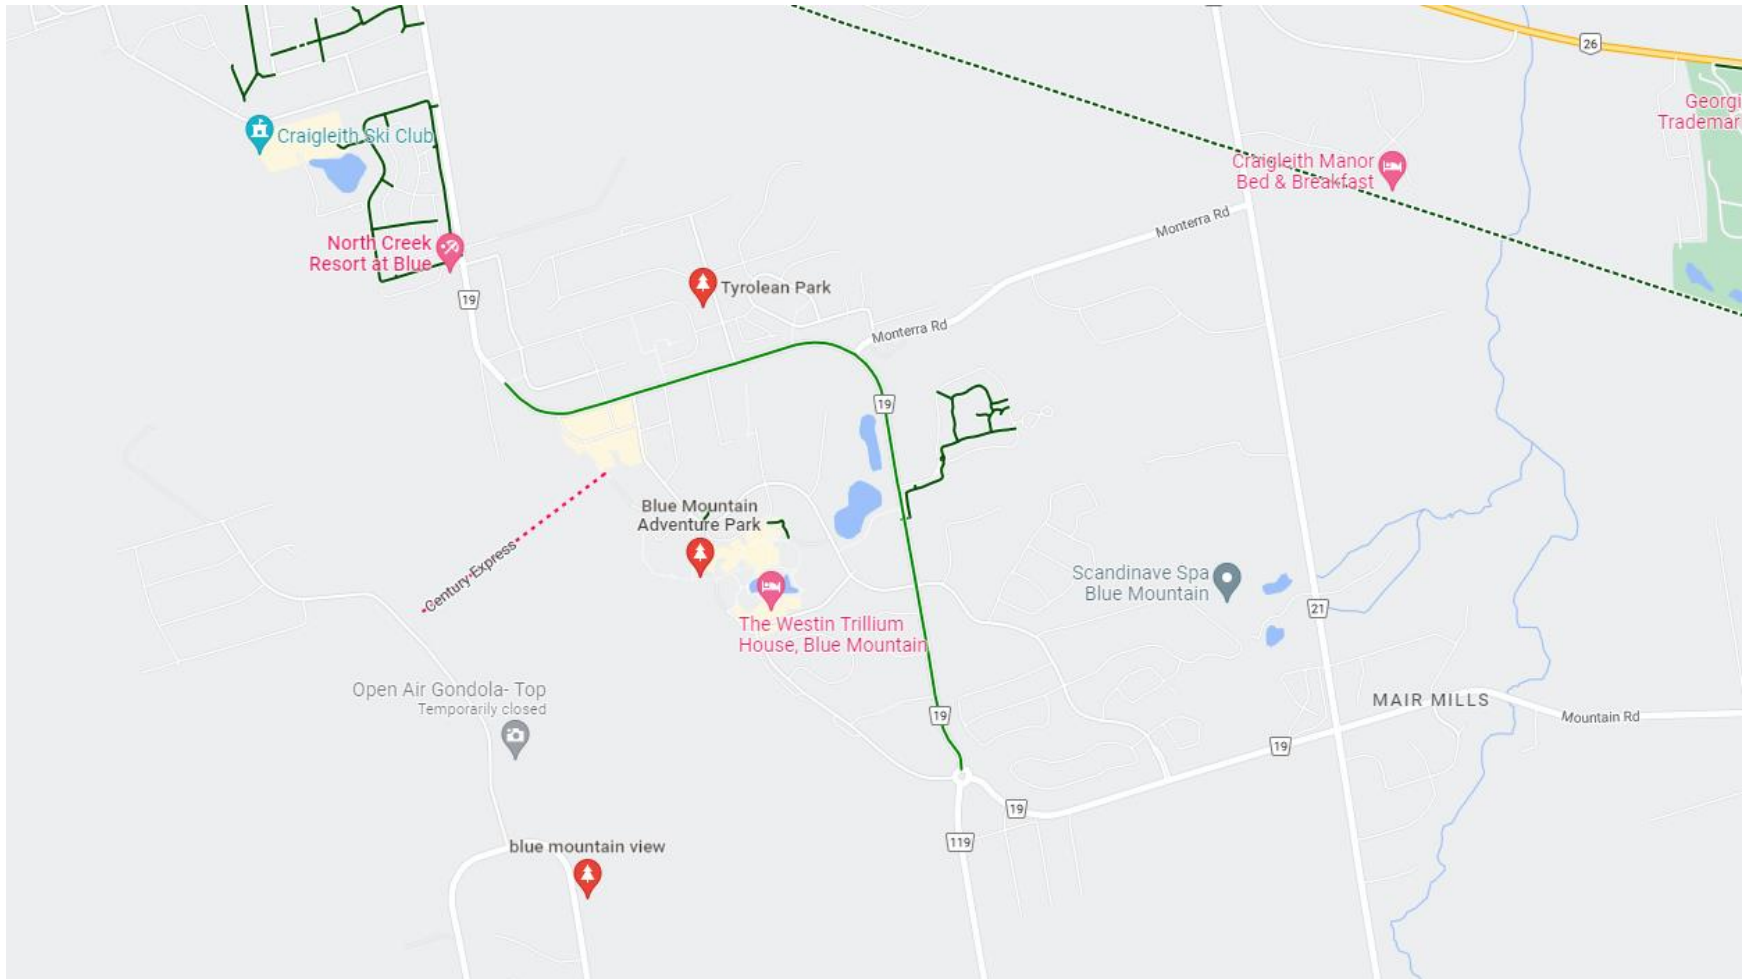 26
Georgi
Trademar
Craigleith Ski Club
Craigleith Manor
Bed & Breakfast
Monterra Rd
North Creek
Resort at Blue
19
Tyrolean Park
Monterra Rd
19
Blue Mountain
Adventure Park
Century Express
Scandinave Spa
Blue Mountain
21
The Westin Trillium
House, Blue Mountain
Open Air Gondola- Top
Temporarily closed
MAIR MILLS
19
Mountain Rd
19
19
119
blue mountain view